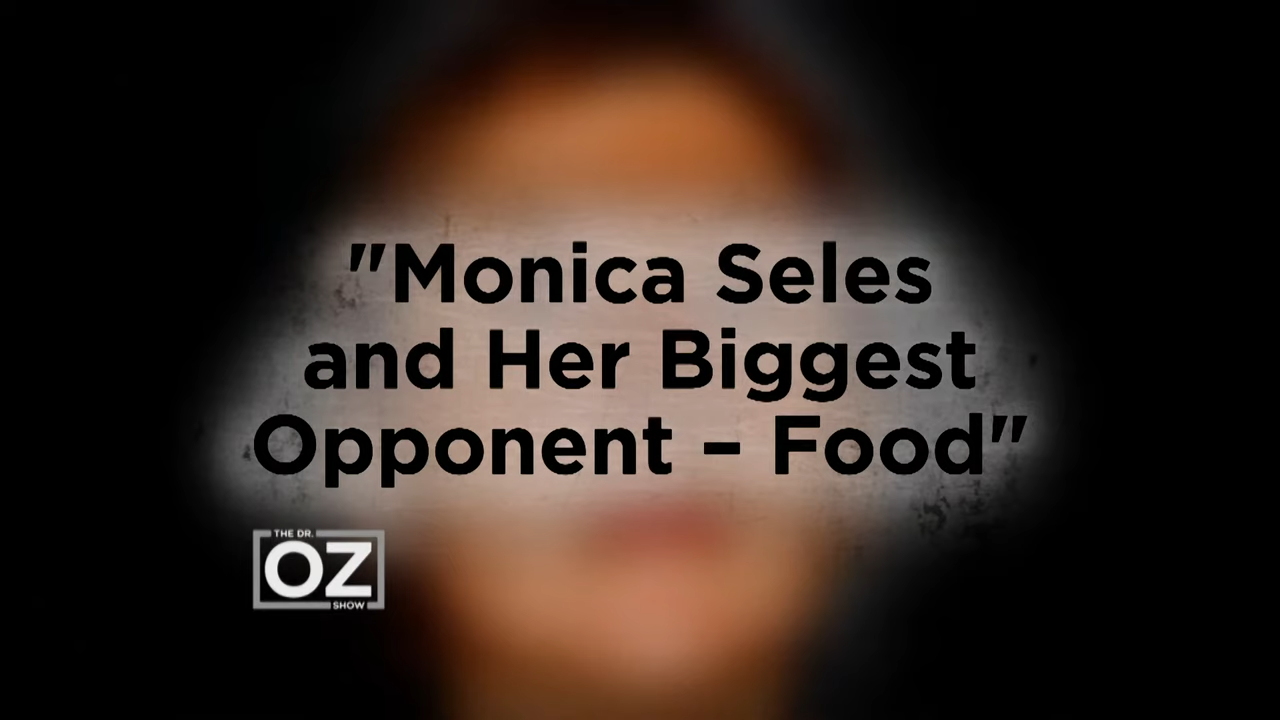 "Monica Seles
and Her Biggest
Opponent – Food"
THE DR.
OZ
SHOW